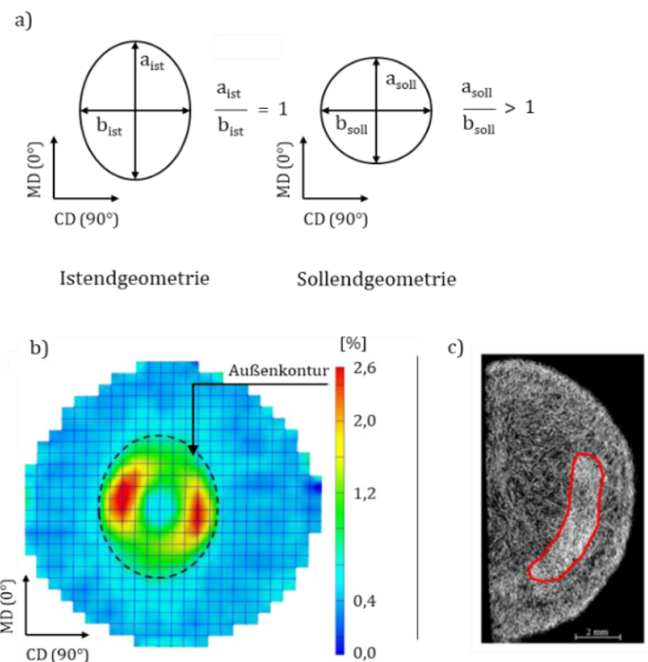 a)
a_ist
b_ist
a_ist
b_ist
= 1
MD (0°)
CD (90°)
Istendgeometrie
a_soll
b_soll
a_soll
b_soll
> 1
MD (0°)
CD (90°)
Sollendgeometrie
b)
Außenkontur
[%]
2,6
2,0
1,2
0,4
0,0
MD (0°)
CD (90°)
c)
2 mm